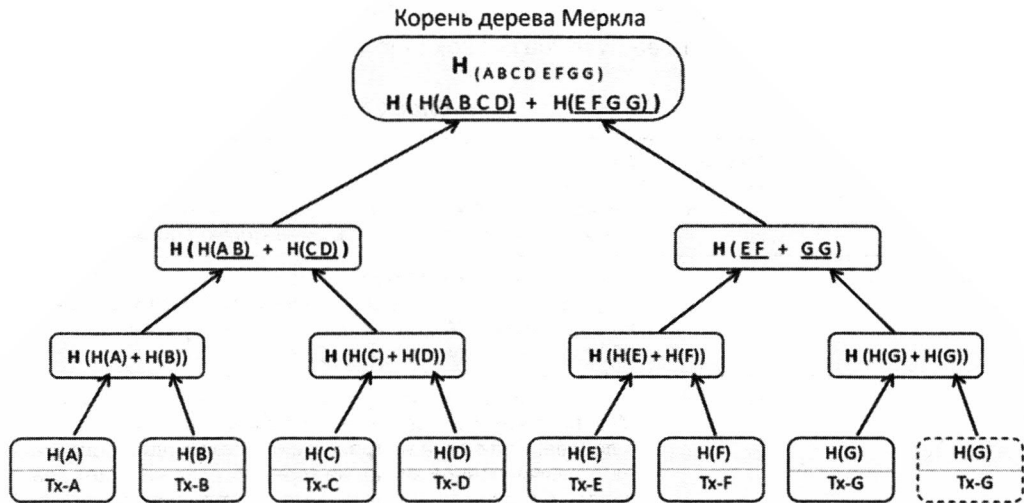 Корень дерева Меркла
H (ABCD EFGG)
H ( H(A B C D) + H(E F G G) )
H ( H(A B) + H(C D) )
H ( E F + G G )
H (H(A) + H(B))
H (H(C) + H(D))
H (H(E) + H(F))
H (H(G) + H(G))
H(A)
Tx-A
H(B)
Tx-B
H(C)
Tx-C
H(D)
Tx-D
H(E)
Tx-E
H(F)
Tx-F
H(G)
Tx-G
H(G)
Tx-G